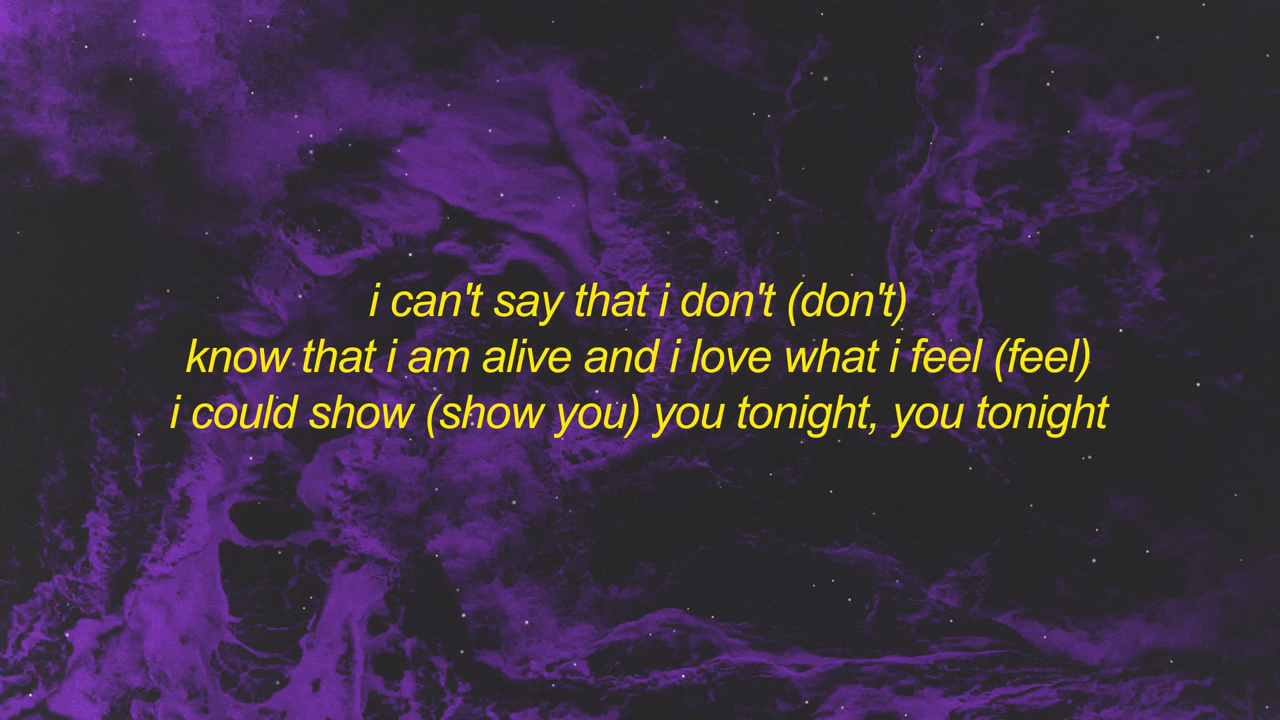 i can't say that i don't (don't)
know that i am alive and i love what i feel (feel)
i could show (show you) you tonight, you tonight